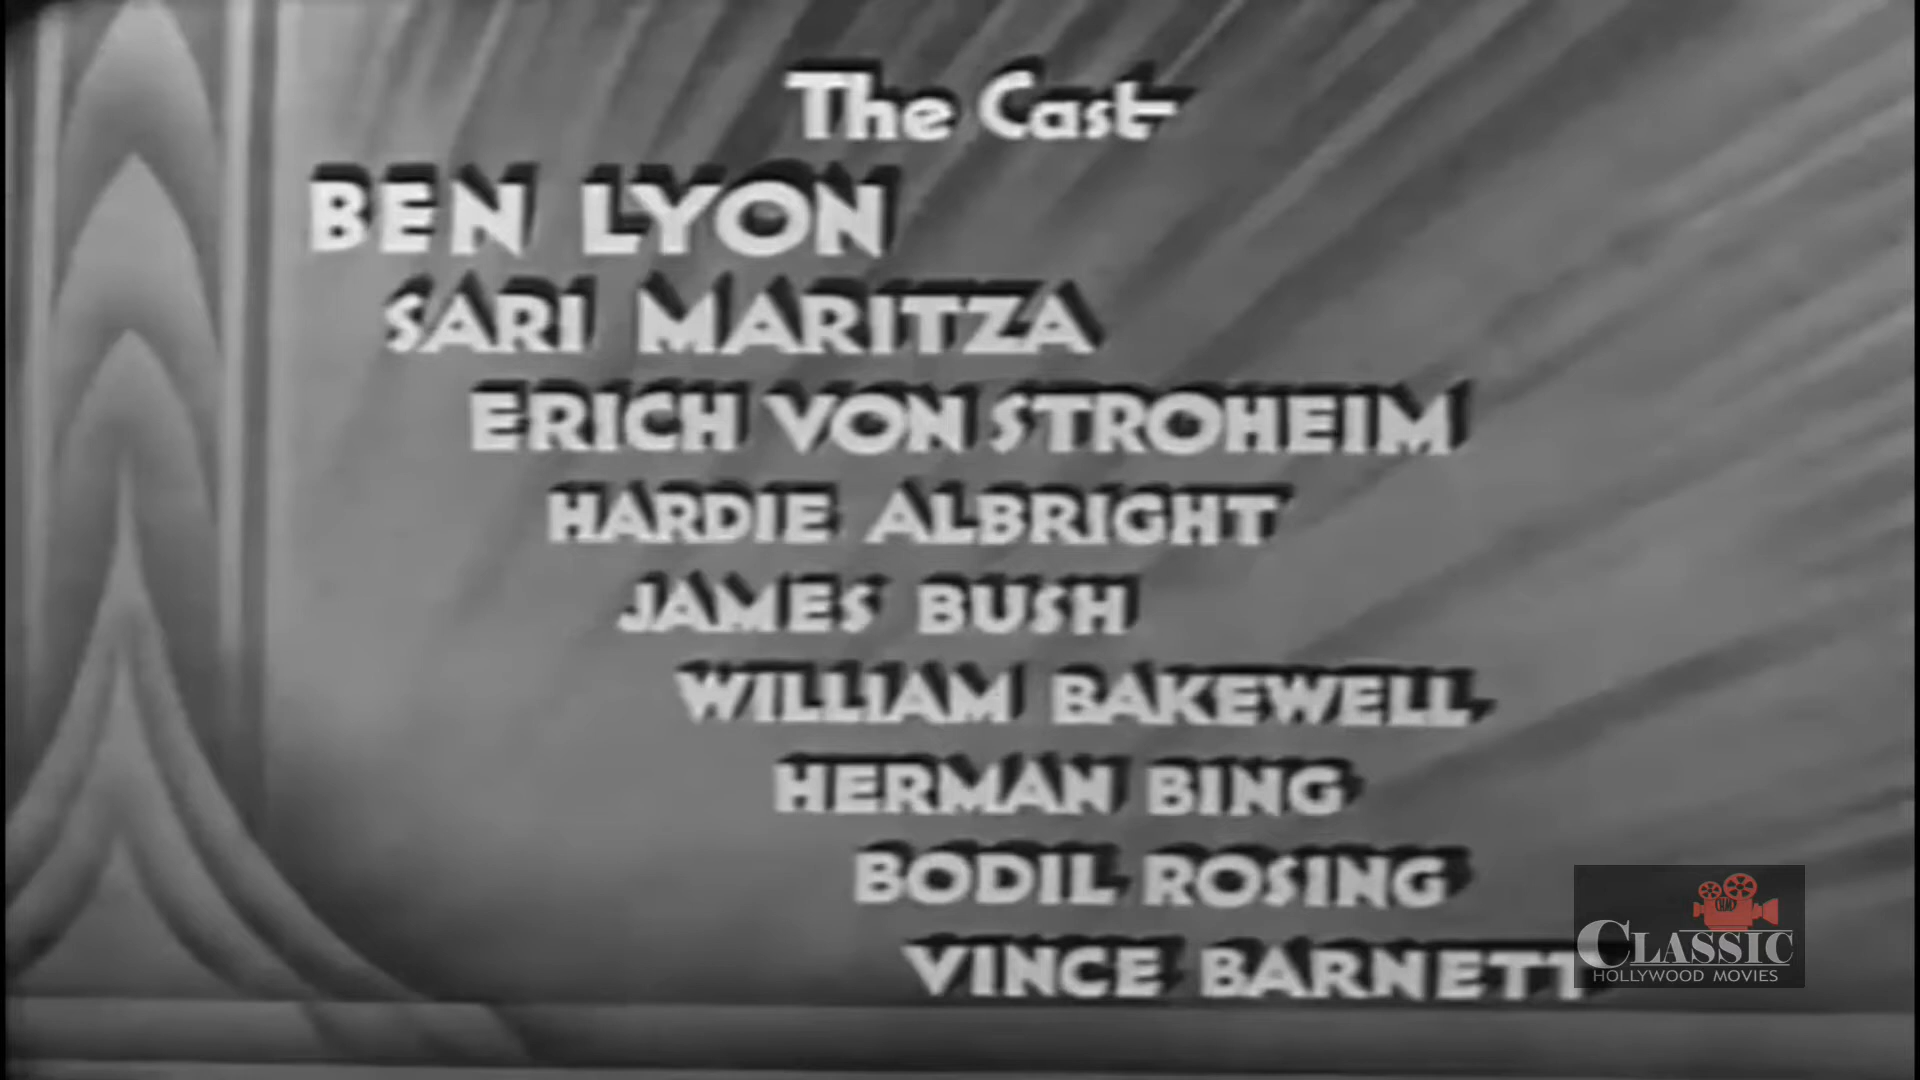 The Cast
BEN LYON
SARI MARITZA
ERICH VON STROHEIM
HARDIE ALBRIGHT
JAMES BUSH
WILLIAM BAKEWELL
HERMAN BING
BODIL ROSING
VINCE BARNETT
CLASSIC
HOLLYWOOD MOVIES